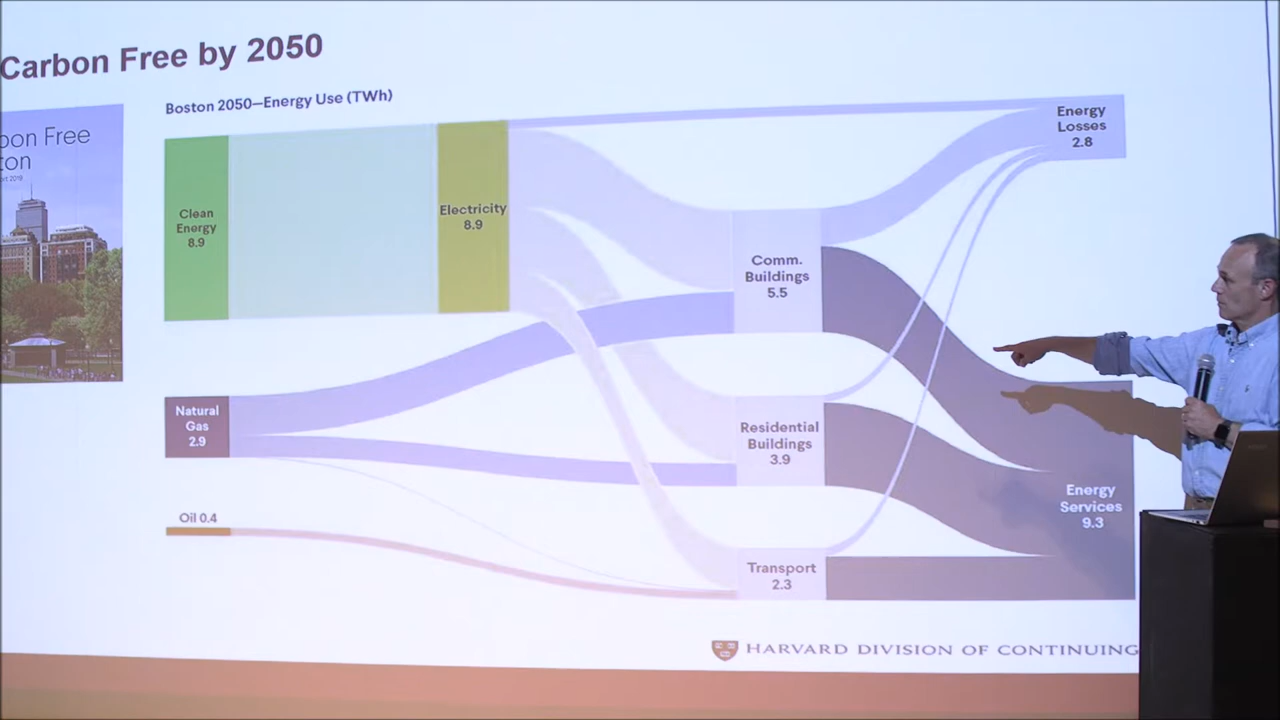 Carbon Free by 2050
Boston 2050—Energy Use (TWh)
bon Free
ton
2019
Clean
Energy
8.9
Electricity
8.9
Energy
Losses
2.8
Comm.
Buildings
5.5
Natural
Gas
2.9
Residential
Buildings
3.9
Energy
Services
9.3
Oil 0.4
Transport
2.3
HARVARD DIVISION OF CONTINUING